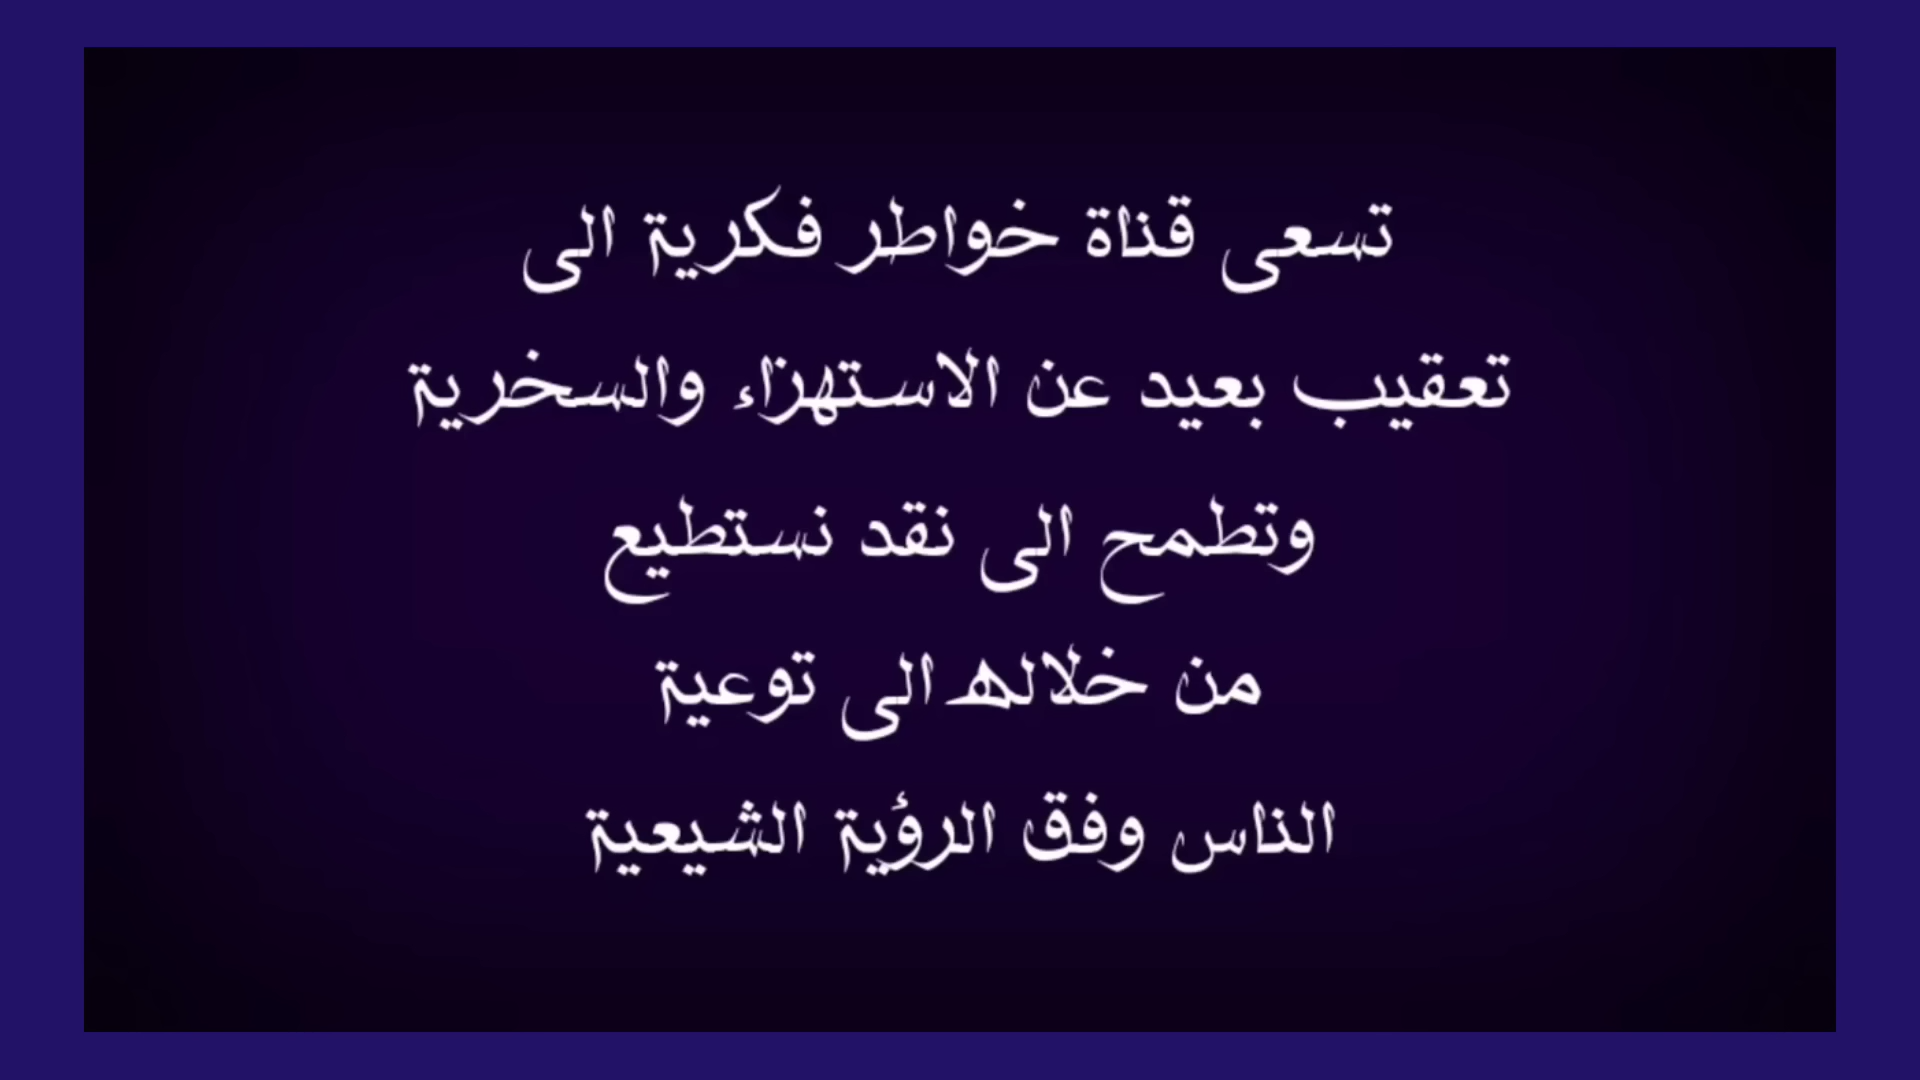 تسعى قناة خواطر فكرية الى
تعقيب بعيد عن الاستهزاء والسخرية
وتطمح الى نقد نستطيع
من خلاله الى توعية
الناس وفق الرؤية الشيعية